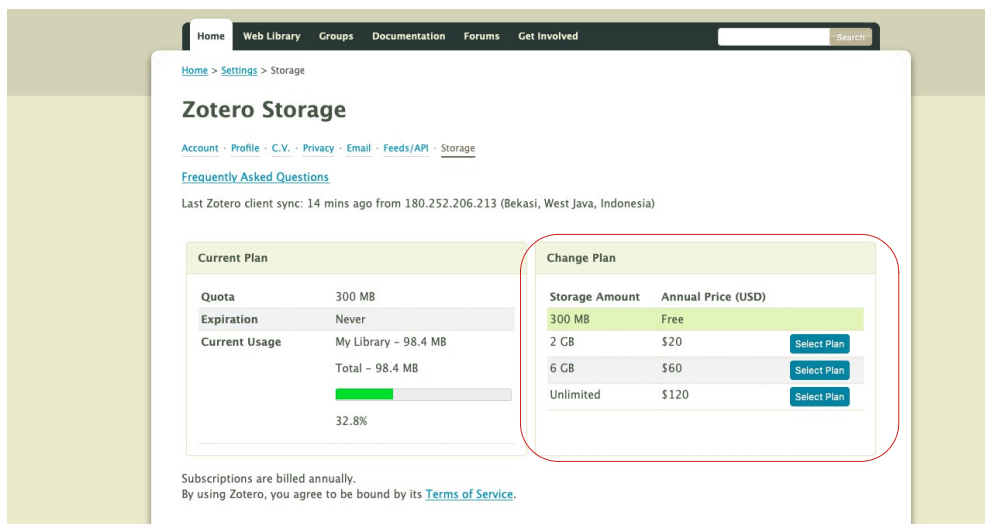 Home Web Library Groups Documentation Forums Get Involved Search
Home > Settings > Storage
Zotero Storage
Account · Profile · C.V. · Privacy · Email · Feeds/API · Storage
Frequently Asked Questions
Last Zotero client sync: 14 mins ago from 180.252.206.213 (Bekasi, West Java, Indonesia)
Current Plan
Quota 300 MB
Expiration Never
Current Usage My Library – 98.4 MB
Total – 98.4 MB
32.8%
Change Plan
Storage Amount Annual Price (USD)
300 MB Free
2 GB $20 Select Plan
6 GB $60 Select Plan
Unlimited $120 Select Plan
Subscriptions are billed annually.
By using Zotero, you agree to be bound by its Terms of Service.